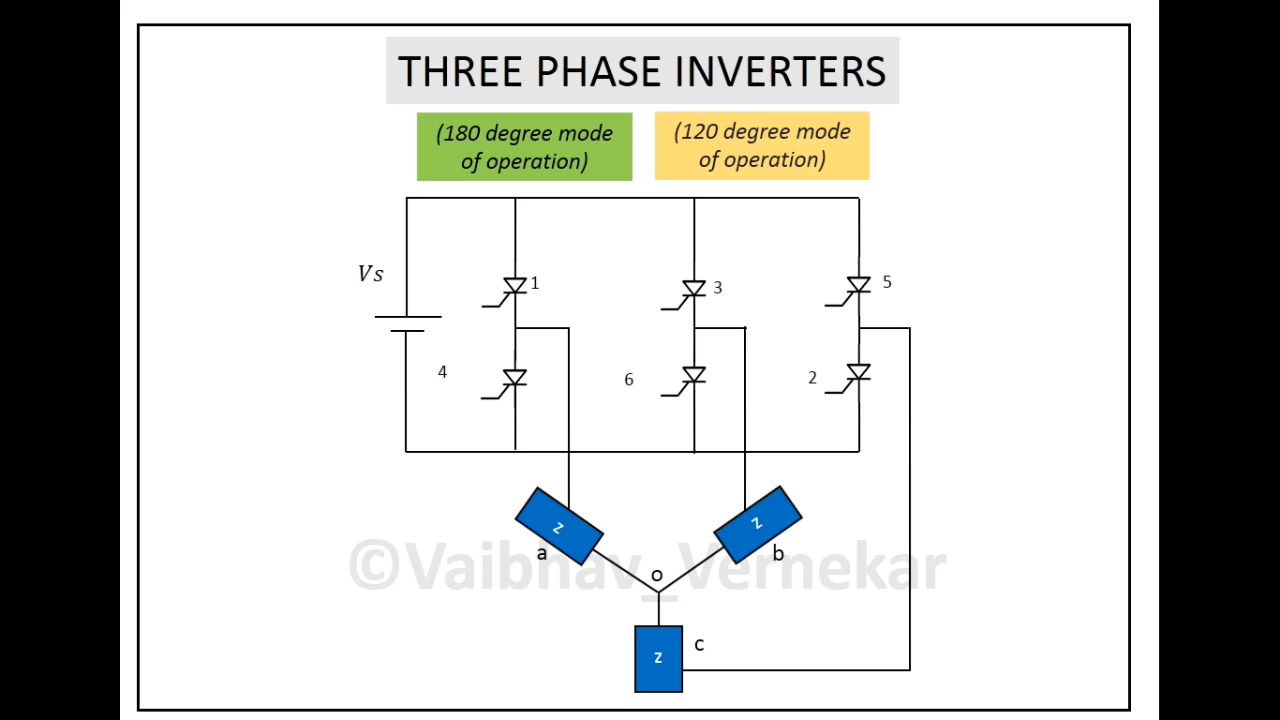 THREE PHASE INVERTERS
(180 degree mode
of operation)
(120 degree mode
of operation)
Vs
1
3
5
4
6
2
z
z
a
b
o
©Vaibhav_Vernekar
c
z